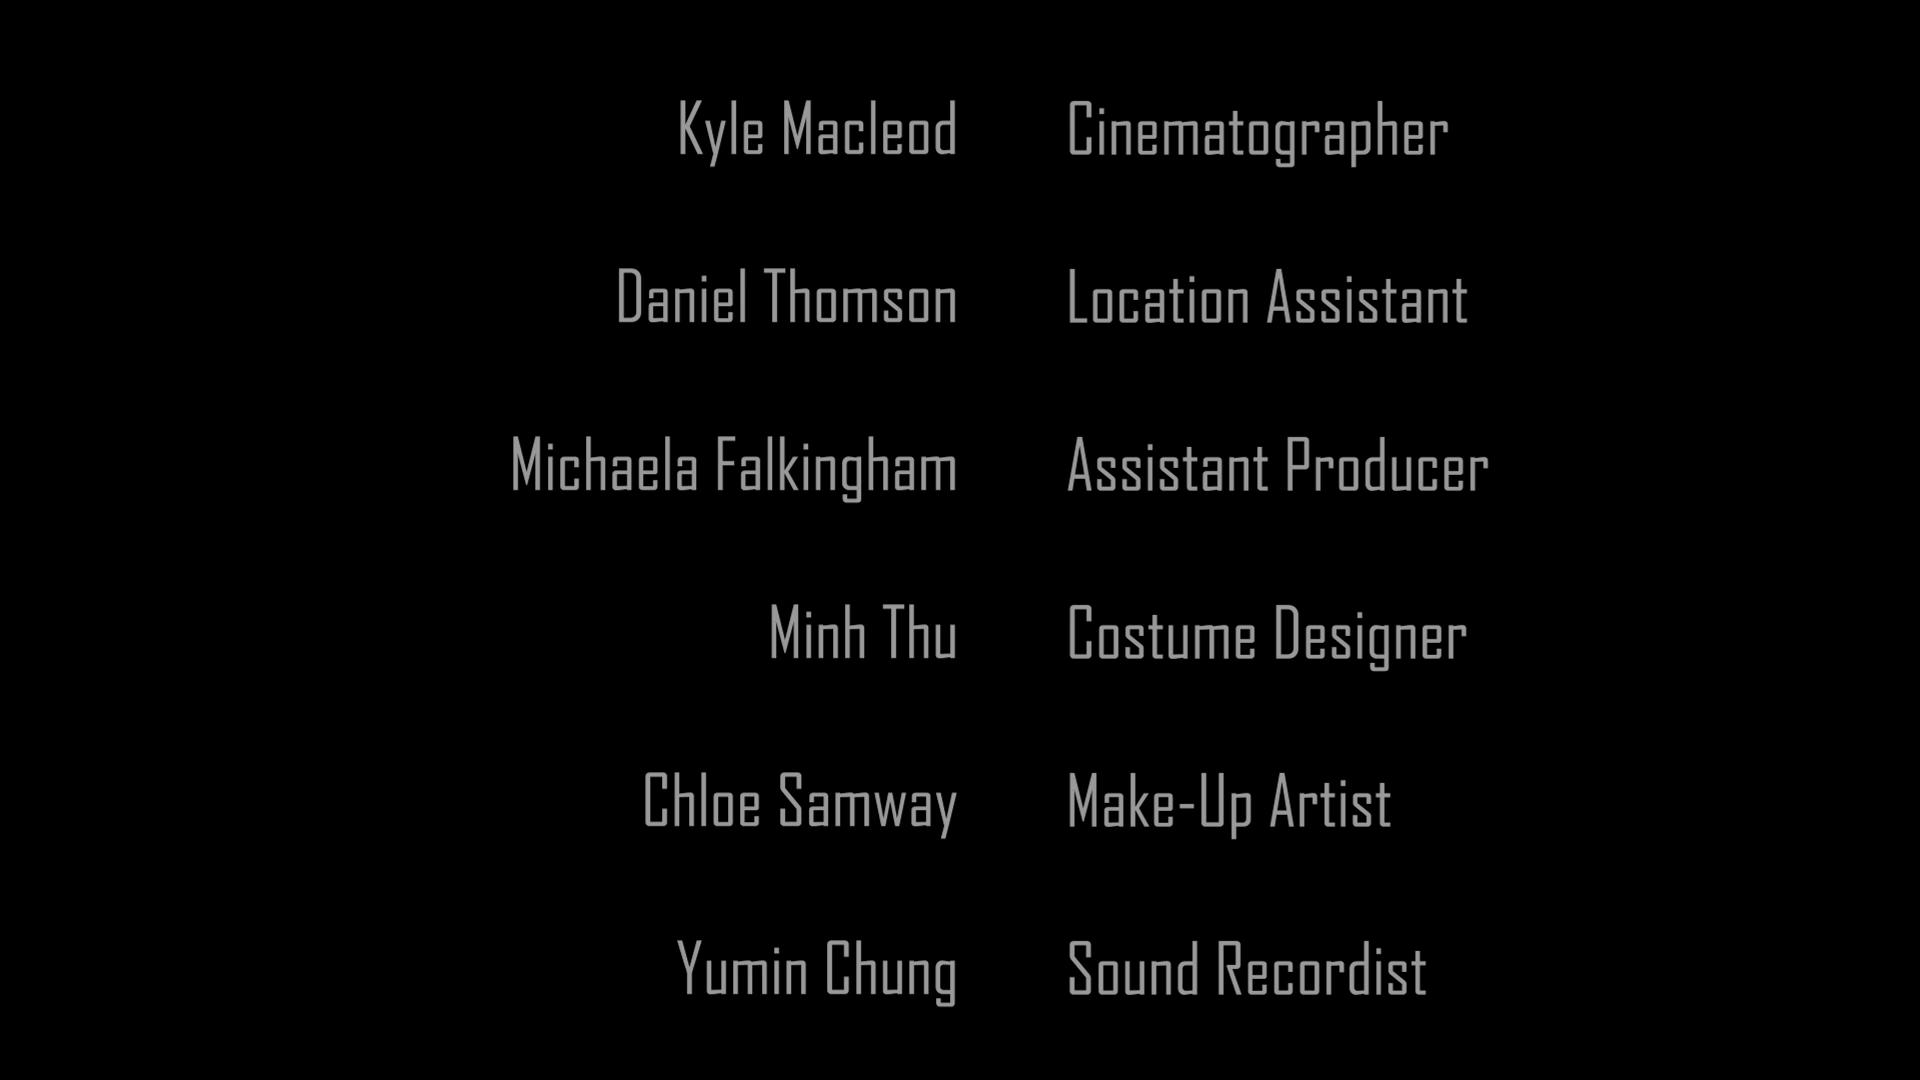 Kyle Macleod Cinematographer
Daniel Thomson Location Assistant
Michaela Falkingham Assistant Producer
Minh Thu Costume Designer
Chloe Samway Make-Up Artist
Yumin Chung Sound Recordist